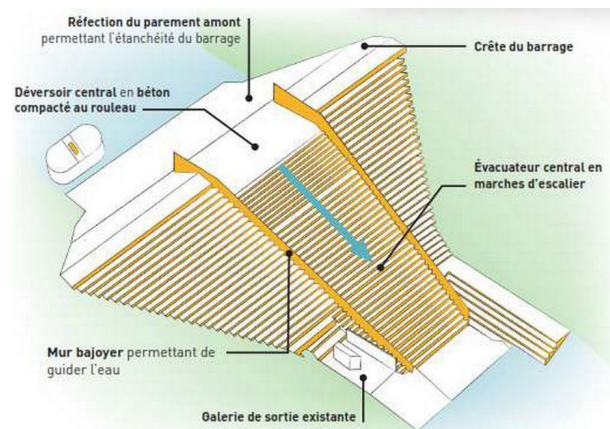 Réfection du parement amont
permettant l'étanchéité du barrage
Crête du barrage
Déversoir central en béton
compacté au rouleau
Évacuateur central en
marches d'escalier
Mur bajoyer permettant de
guider l'eau
Galerie de sortie existante